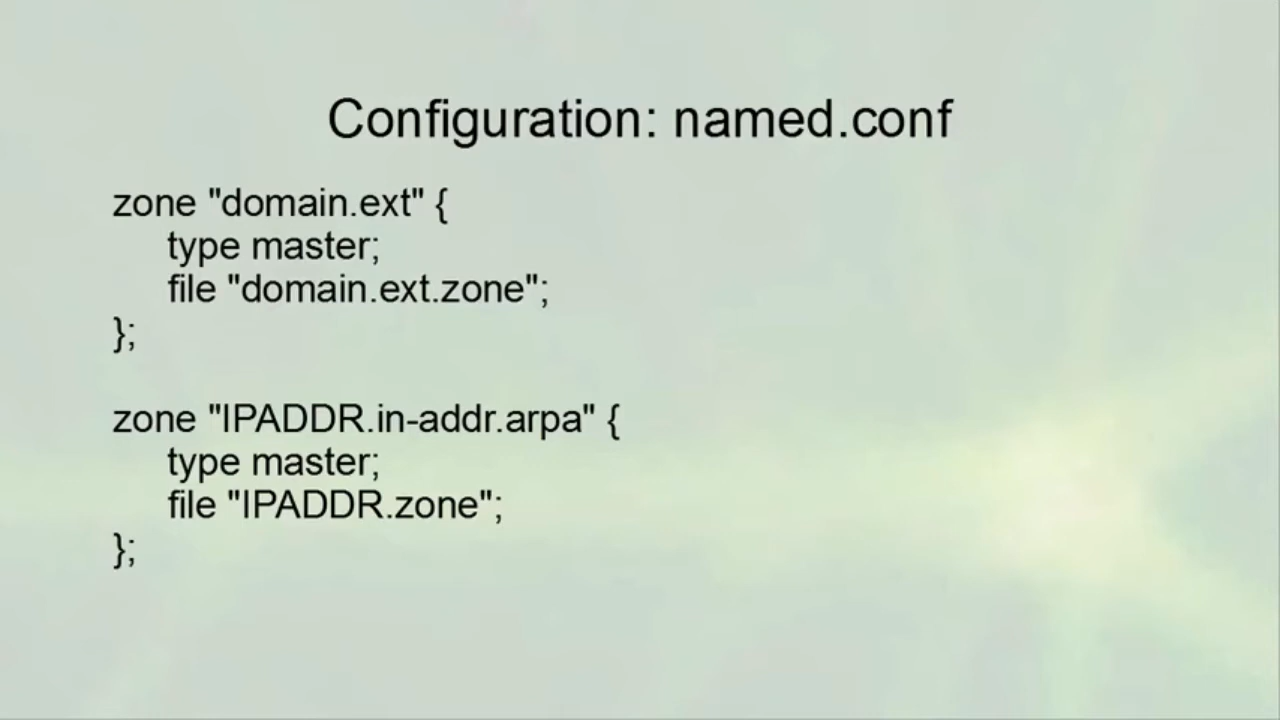 Configuration: named.conf
zone "domain.ext" {
type master;
file "domain.ext.zone";
};
zone "IPADDR.in-addr.arpa" {
type master;
file "IPADDR.zone";
};